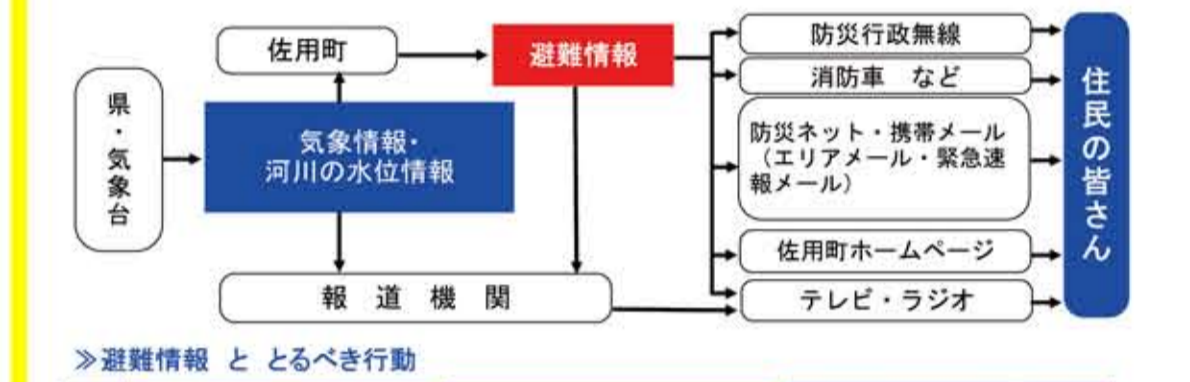 県・気象台
佐用町
気象情報・
河川の水位情報
報　道　機　関
避難情報
防災行政無線
消防車　など
防災ネット・携帯メール
（エリアメール・緊急速
報メール）
佐用町ホームページ
テレビ・ラジオ
住民の皆さん
≫避難情報 と とるべき行動